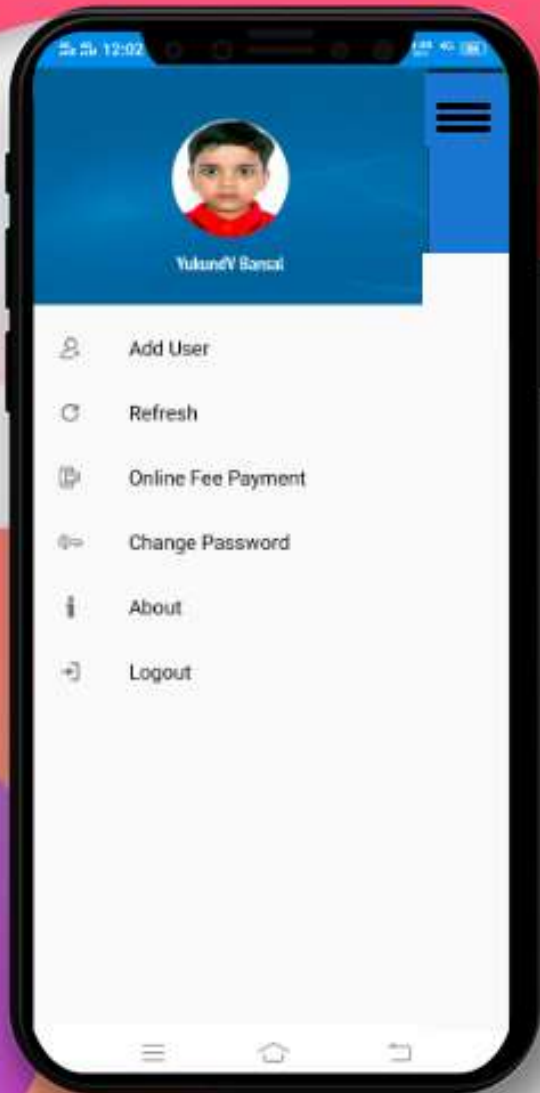 12:02
YukundV Bansal
Add User
Refresh
Online Fee Payment
Change Password
About
Logout